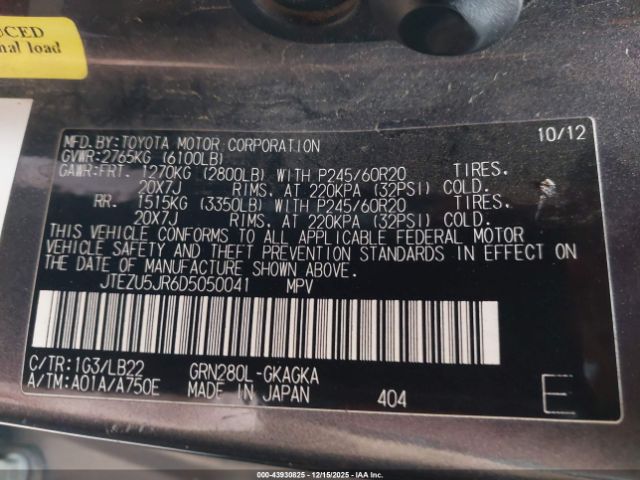 UCED
nal load
MFD. BY:TOYOTA MOTOR CORPORATION 10/12
GVWR:2765KG (6100LB)
GAWR:FRT. 1270KG (2800LB) WITH P245/60R20 TIRES.
20X7J RIMS, AT 220KPA (32PSI) COLD.
RR. 1515KG (3350LB) WITH P245/60R20 TIRES.
20X7J RIMS, AT 220KPA (32PSI) COLD.
THIS VEHICLE CONFORMS TO ALL APPLICABLE FEDERAL MOTOR
VEHICLE SAFETY AND THEFT PREVENTION STANDARDS IN EFFECT ON
THE DATE OF MANUFACTURE SHOWN ABOVE.
JTEZU5JR6D5050041 MPV
C/TR:1G3/LB22 GRN280L-GKAGKA
A/TM:A01A/A750E MADE IN JAPAN 404 E
© 000-43930825 - 12/15/2025 - IAAI.COM